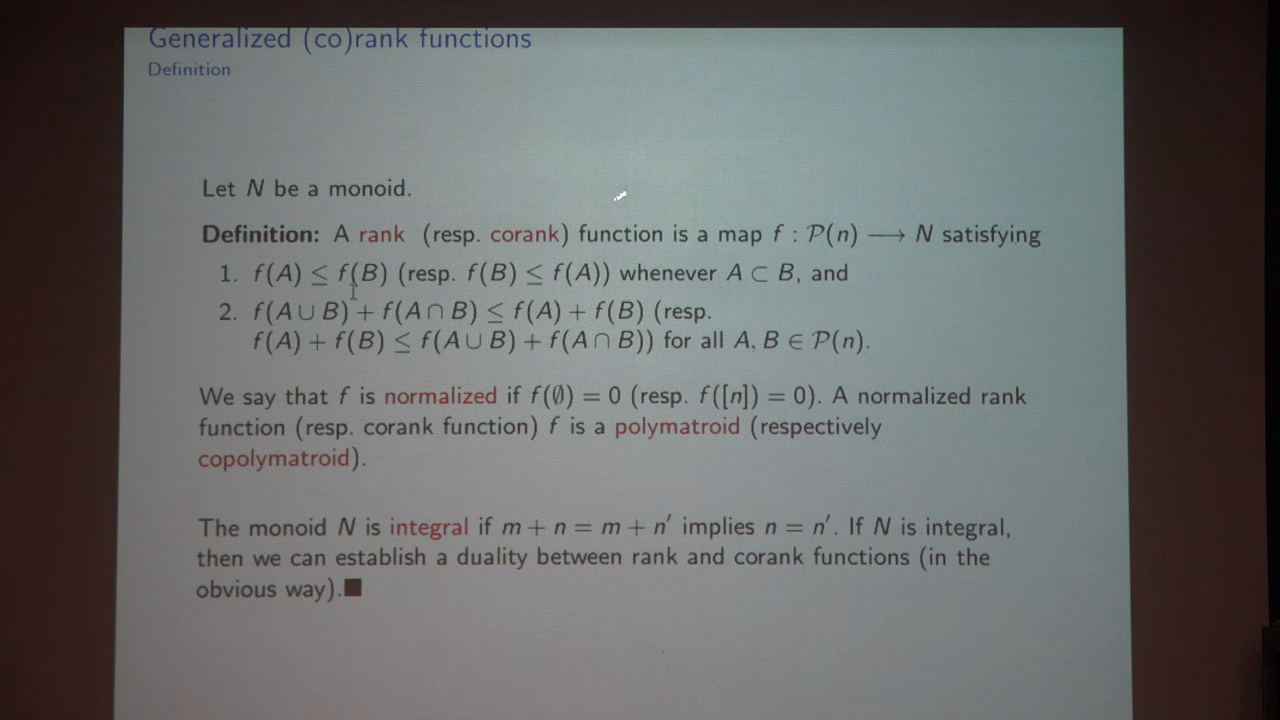 Generalized (co)rank functions
Definition
Let N be a monoid.
Definition: A rank (resp. corank) function is a map f : P(n) ⟶ N satisfying
1. f(A) ≤ f(B) (resp. f(B) ≤ f(A)) whenever A ⊂ B, and
2. f(A ∪ B) + f(A ∩ B) ≤ f(A) + f(B) (resp.
f(A) + f(B) ≤ f(A ∪ B) + f(A ∩ B)) for all A, B ∈ P(n).
We say that f is normalized if f(∅) = 0 (resp. f([n]) = 0). A normalized rank
function (resp. corank function) f is a polymatroid (respectively
copolymatroid).
The monoid N is integral if m + n = m + n′ implies n = n′. If N is integral,
then we can establish a duality between rank and corank functions (in the
obvious way).■